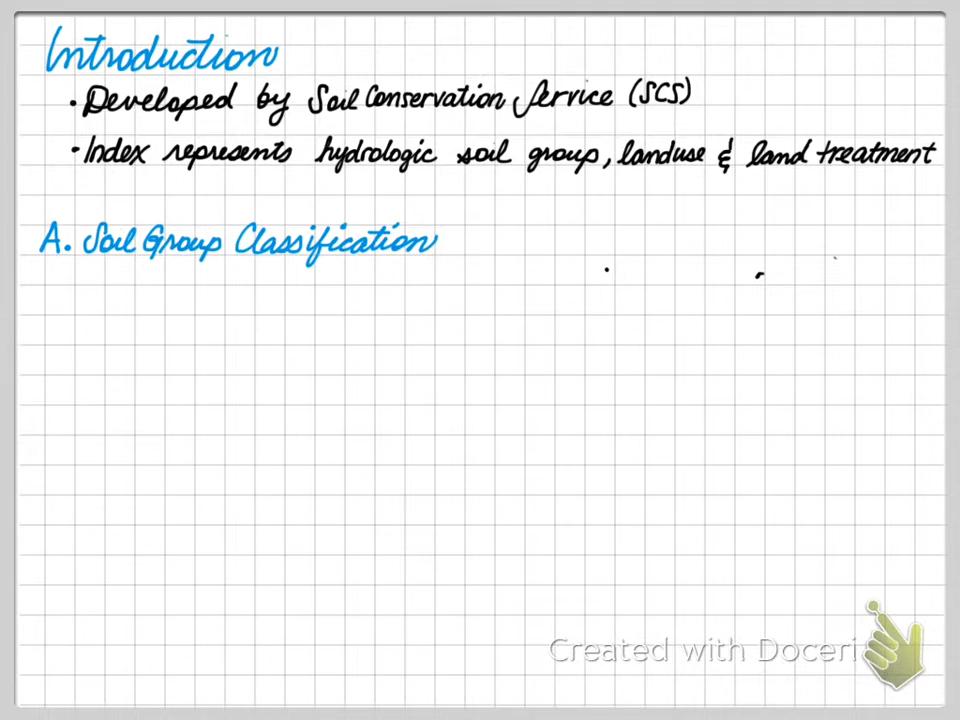 Introduction
• Developed by Soil Conservation Service (SCS)
• Index represents hydrologic soil group, landuse & land treatment
A. Soil Group Classification
Created with Doceri